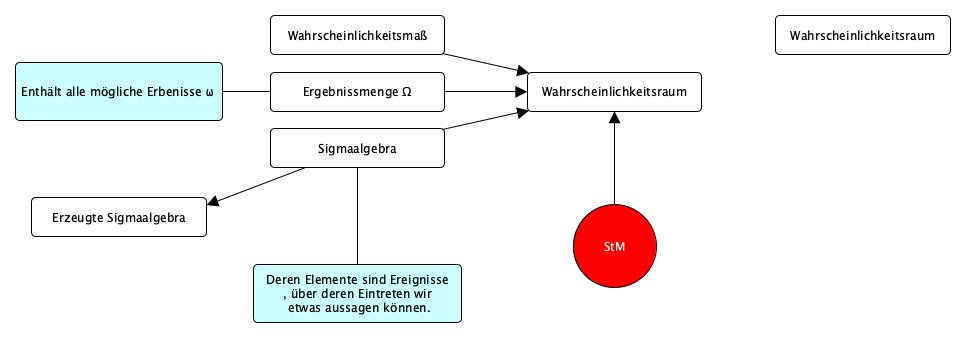 Wahrscheinlichkeitsmaß
Wahrscheinlichkeitsraum
Enthält alle mögliche Erbenisse ω
Ergebnissmenge Ω
Wahrscheinlichkeitsraum
Sigmaalgebra
Erzeugte Sigmaalgebra
StM
Deren Elemente sind Ereignisse
, über deren Eintreten wir
etwas aussagen können.